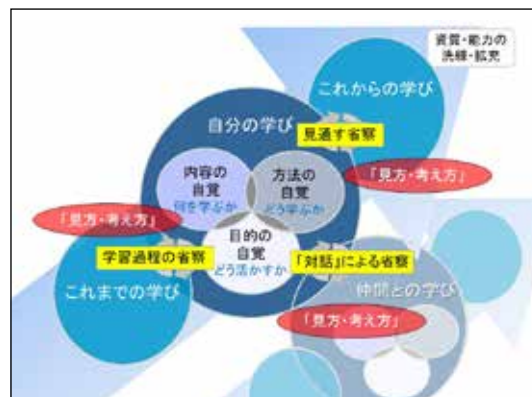 資質・能力の
洗練・拡充
これからの学び
自分の学び
見通す省察
内容の
自覚
何を学ぶか
方法の
自覚
どう学ぶか
「見方・考え方」
「見方・考え方」
目的の
自覚
どう活かすか
学習過程の省察
「対話」による省察
これまでの学び
仲間との学び
「見方・考え方」